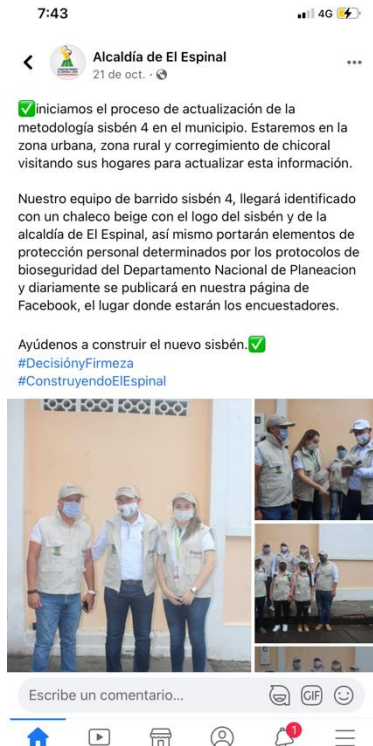 7:43
4G
Alcaldía de El Espinal
21 de oct. ·
✅iniciamos el proceso de actualización de la
metodología sisbén 4 en el municipio. Estaremos en la
zona urbana, zona rural y corregimiento de chicoral
visitando sus hogares para actualizar esta información.
Nuestro equipo de barrido sisbén 4, llegará identificado
con un chaleco beige con el logo del sisbén y de la
alcaldía de El Espinal, así mismo portarán elementos de
protección personal determinados por los protocolos de
bioseguridad del Departamento Nacional de Planeacion
y diariamente se publicará en nuestra página de
Facebook, el lugar donde estarán los encuestadores.
Ayúdenos a construir el nuevo sisbén.✅
#DecisiónyFirmeza
#ConstruyendoElEspinal
Escribe un comentario...
GIF
1